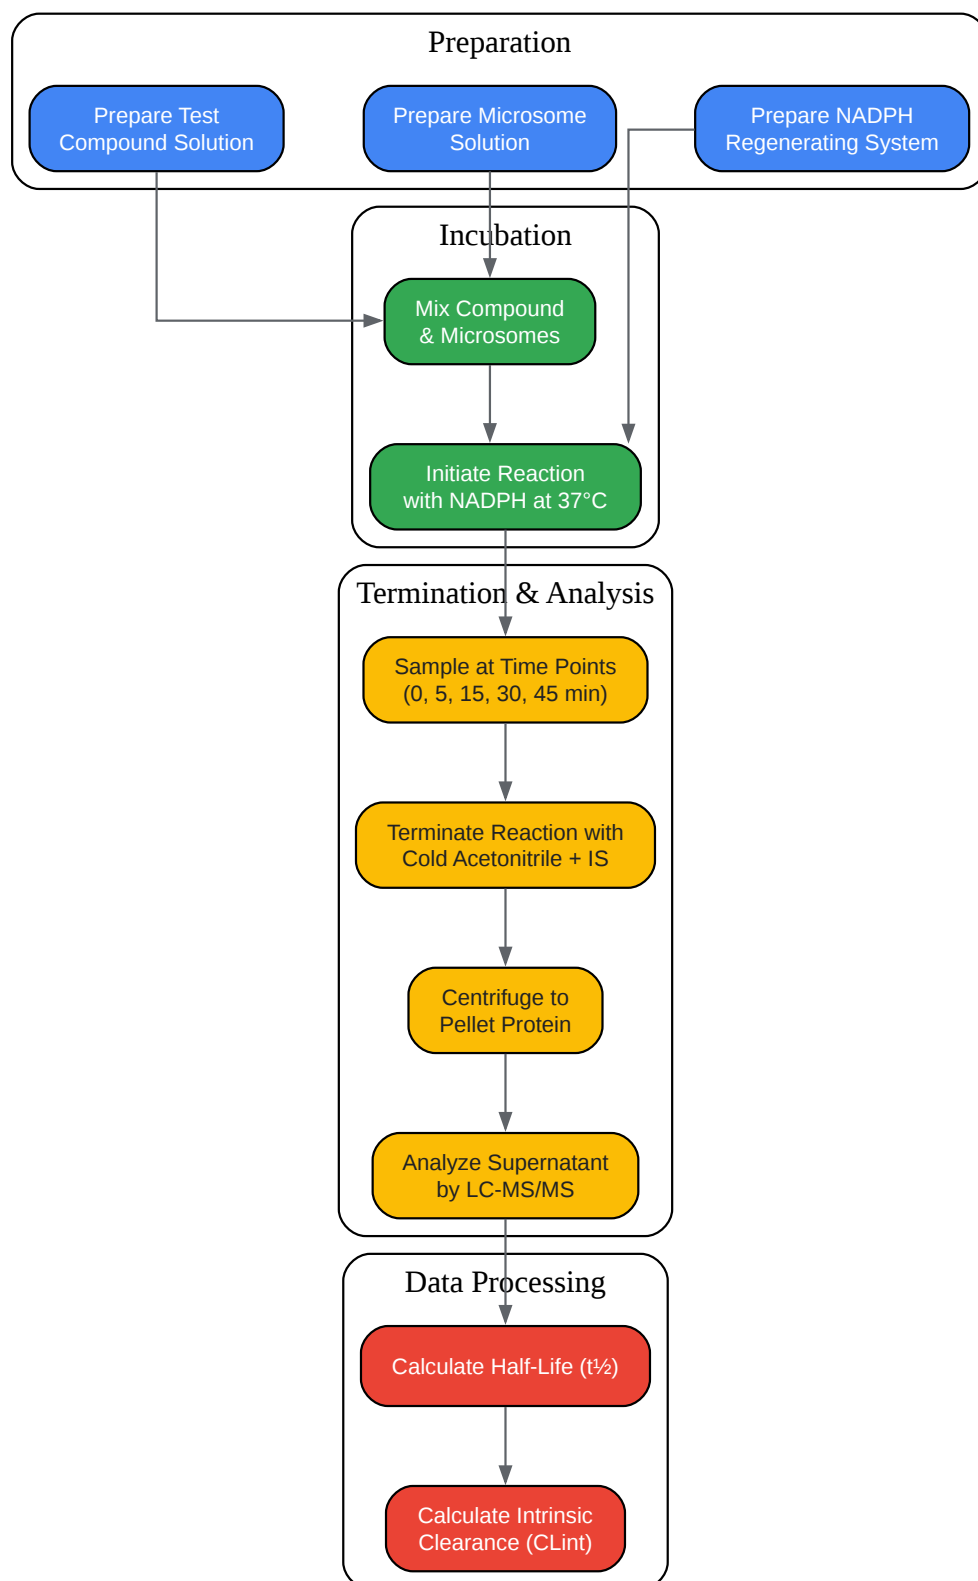 Preparation
Prepare Test
Compound Solution
Prepare Microsome
Solution
Prepare NADPH
Regenerating System
Incubation
Mix Compound
& Microsomes
Initiate Reaction
with NADPH at 37°C
Termination & Analysis
Sample at Time Points
(0, 5, 15, 30, 45 min)
Terminate Reaction with
Cold Acetonitrile + IS
Centrifuge to
Pellet Protein
Analyze Supernatant
by LC-MS/MS
Data Processing
Calculate Half-Life (t½)
Calculate Intrinsic
Clearance (CLint)